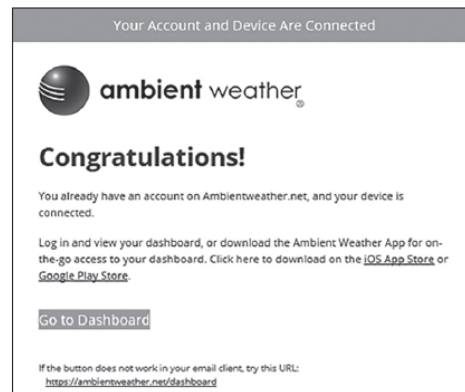 Your Account and Device Are Connected
ambient weather®
Congratulations!
You already have an account on Ambientweather.net, and your device is
connected.
Log in and view your dashboard, or download the Ambient Weather App for on-
the-go access to your dashboard. Click here to download on the iOS App Store or
Google Play Store.
Go to Dashboard
If the button does not work in your email client, try this URL:
https://ambientweather.net/dashboard